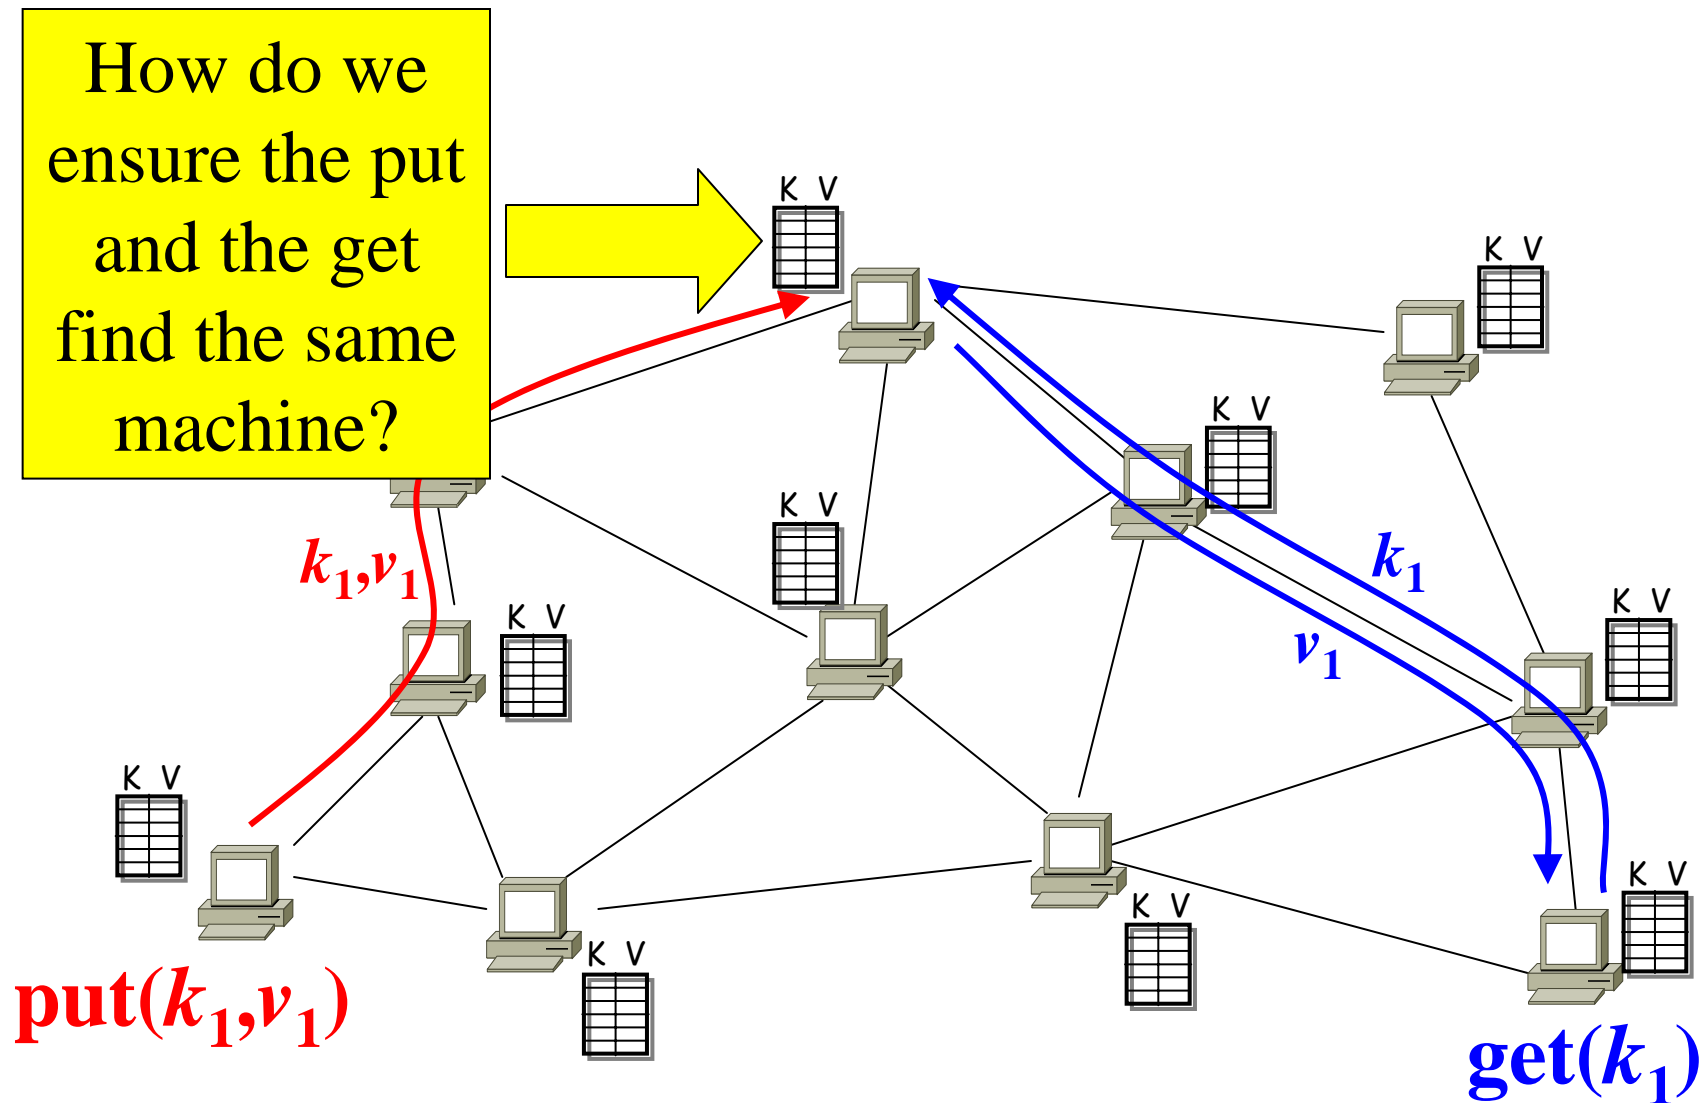 How do we
ensure the put
and the get
find the same
machine?
K V
K V
K V
K V
k₁,v₁
k₁
v₁
K V
K V
K V
K V
K V
K V
put(k₁,v₁)
get(k₁)